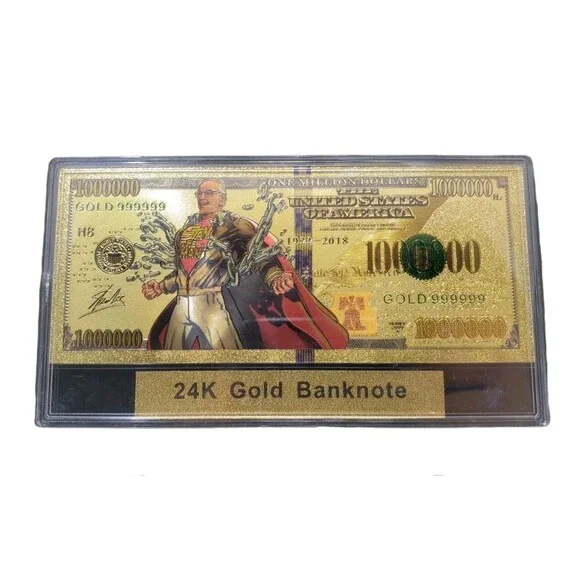 1000000
ONE MILLION DOLLARS
1000000
GOLD 999999
THE
UNITED STATES
OF AMERICA
H8
STAN
1922-2018
1000000
GOLD 999999
1000000
1000000
24K Gold Banknote